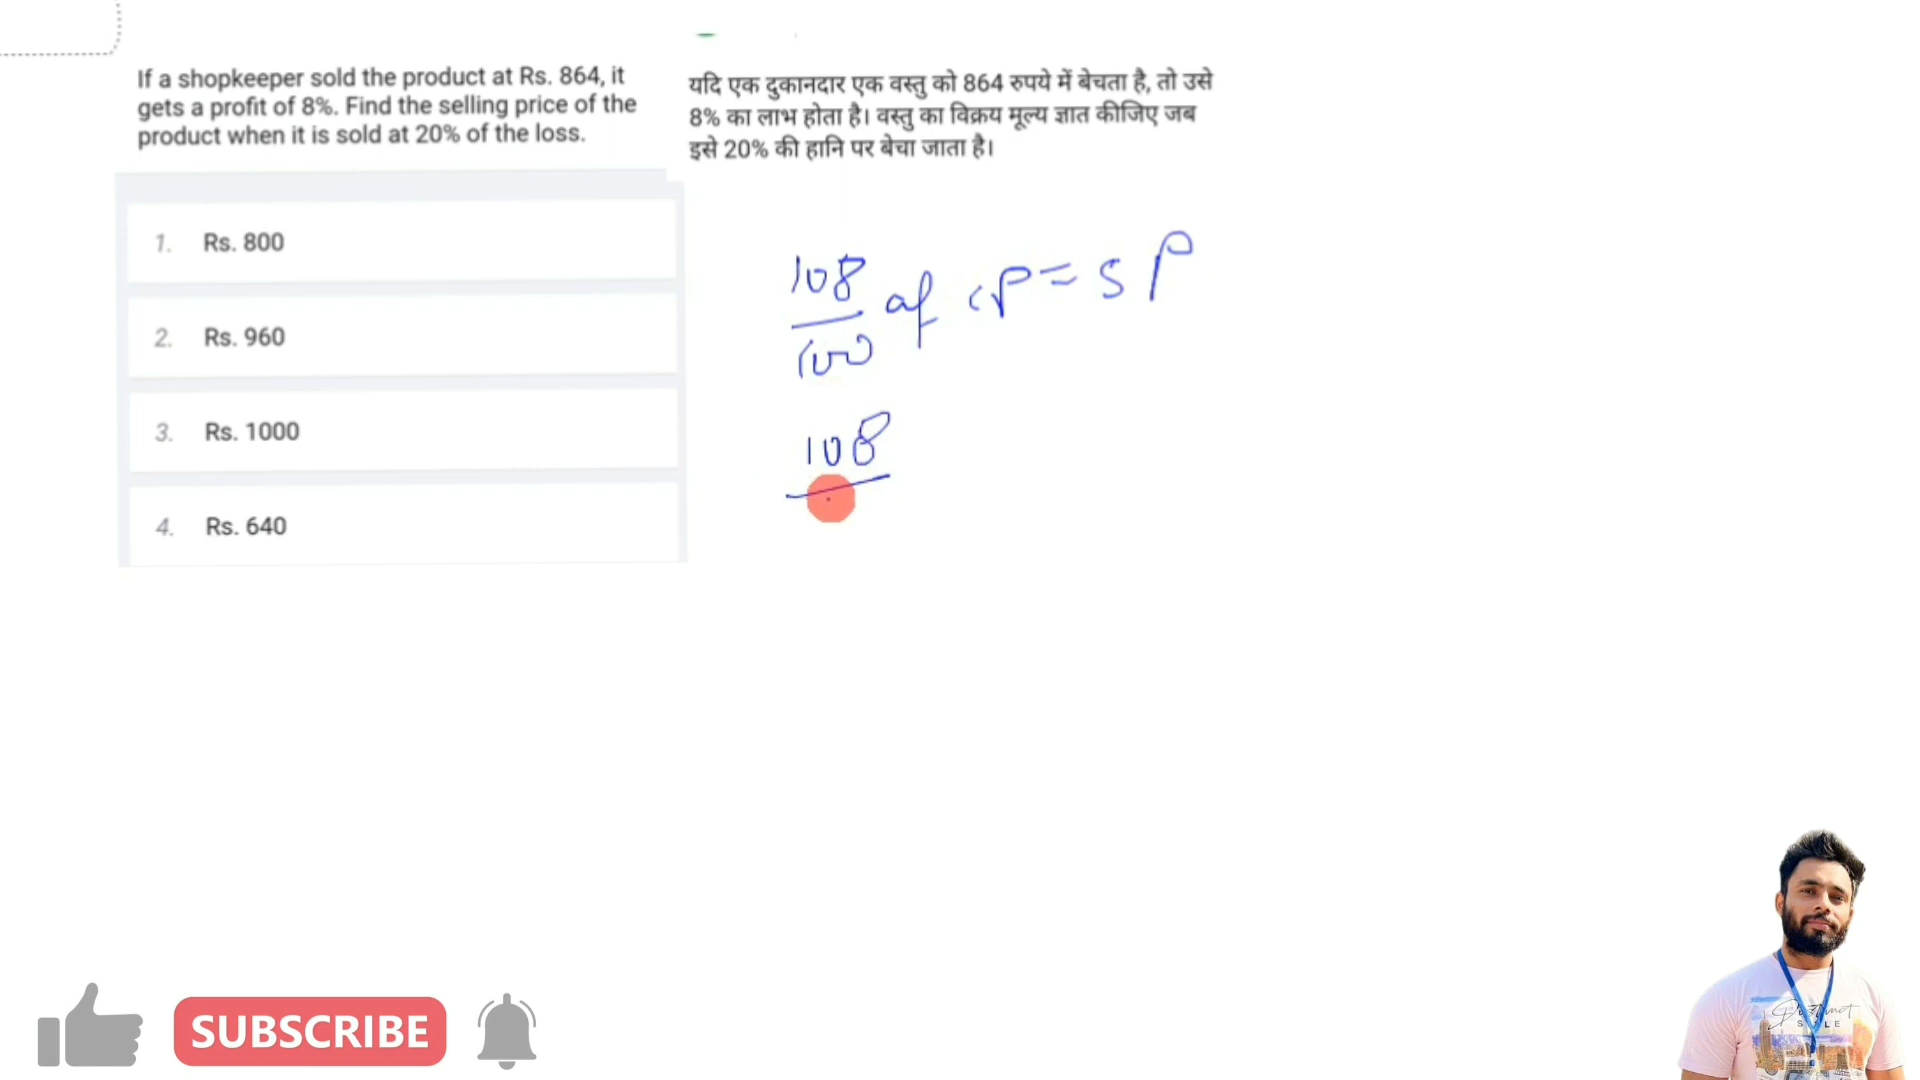 If a shopkeeper sold the product at Rs. 864, it
gets a profit of 8%. Find the selling price of the
product when it is sold at 20% of the loss.
यदि एक दुकानदार एक वस्तु को 864 रुपये में बेचता है, तो उसे
8% का लाभ होता है। वस्तु का विक्रय मूल्य ज्ञात कीजिए जब
इसे 20% की हानि पर बेचा जाता है।
1. Rs. 800
2. Rs. 960
3. Rs. 1000
4. Rs. 640
108
100
of CP = SP
108
SUBSCRIBE